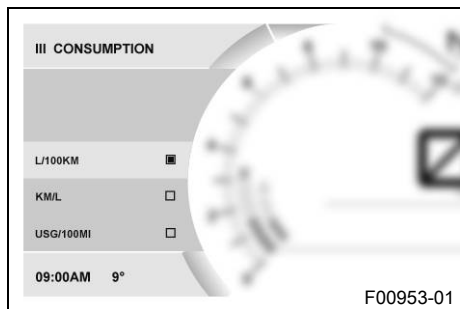 III CONSUMPTION
L/100KM
KM/L
USG/100MI
09:00AM 9°
F00953-01